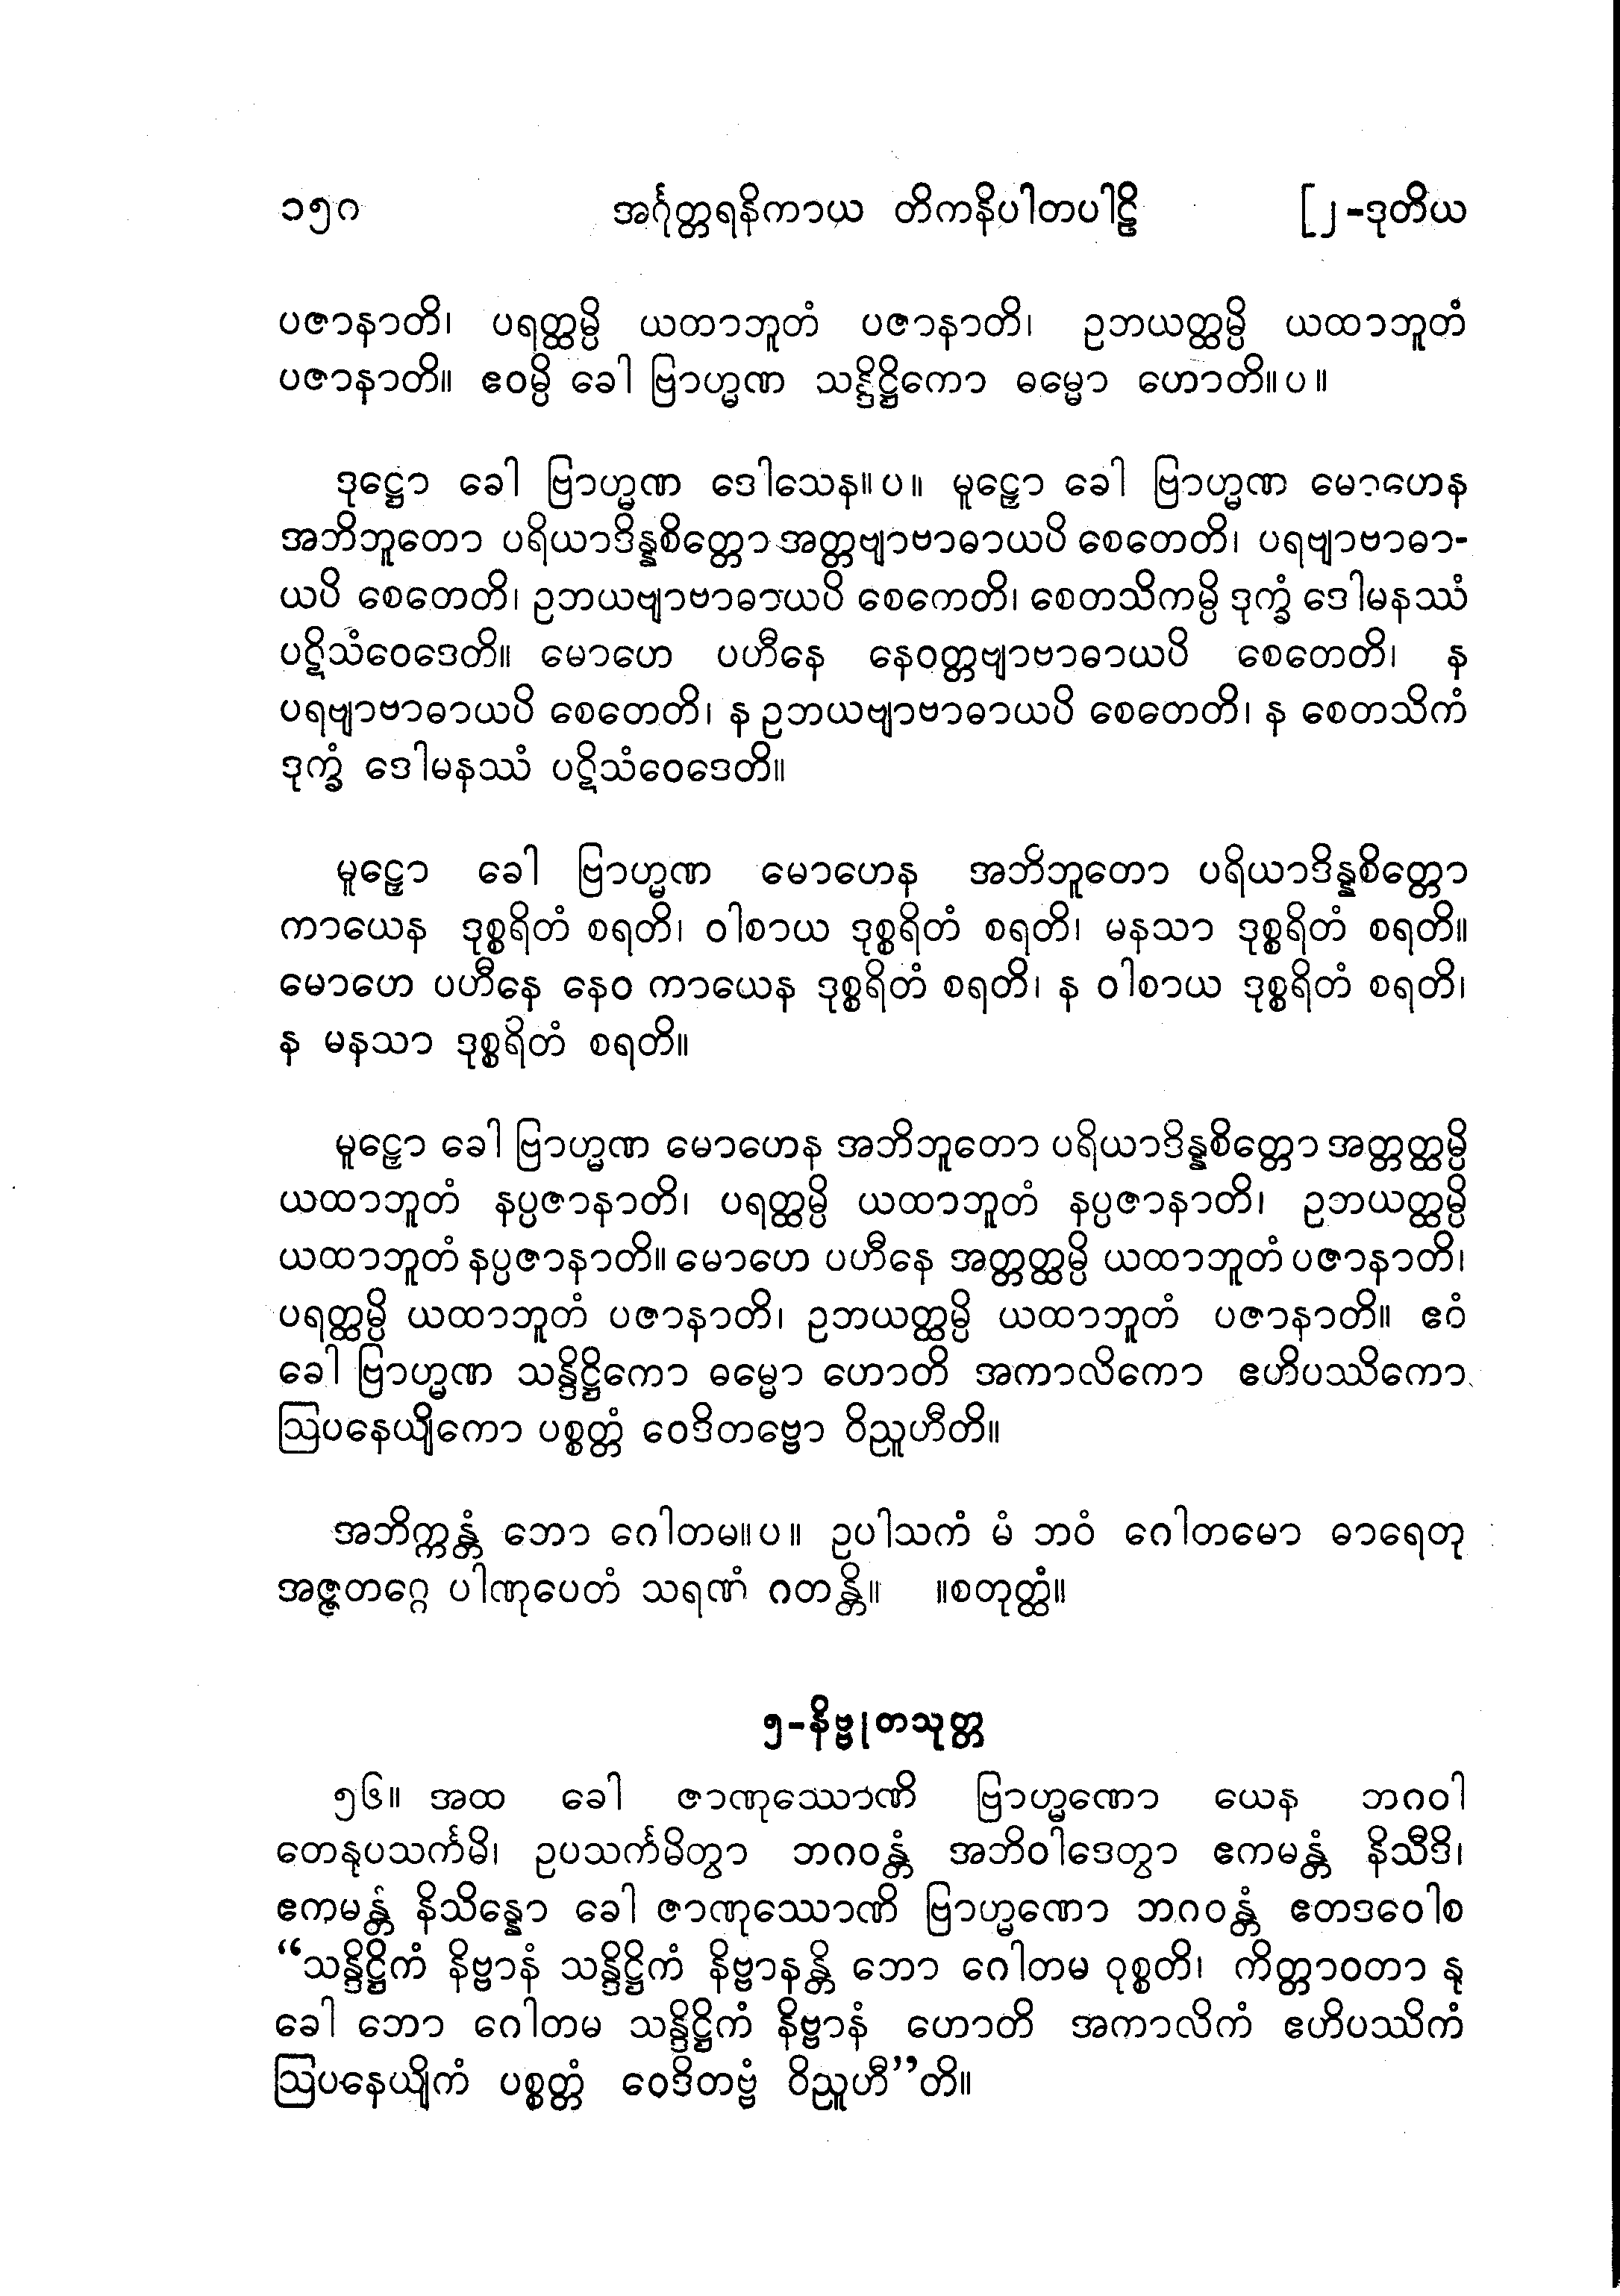 ၁၅၈ အင်္ဂုတ္တရနိကာယ တိကနိပါတပါဠိ [၂-ဒုတိယ
ပဇာနာတိ၊ ပရတ္ထမ္ပိ ယထာဘူတံ ပဇာနာတိ၊ ဥဘယတ္ထမ္ပိ ယထာဘူတံ
ပဇာနာတိ။ ဧဝမ္ပိ ခေါ ဗြာဟ္မဏ သန္ဒိဋ္ဌိကော ဓမ္မော ဟောတိ။ပ။
ဒုဋ္ဌော ခေါ ဗြာဟ္မဏ ဒေါသေန။ပ။ မူဠှော ခေါ ဗြာဟ္မဏ မောဟေန
အဘိဘူတော ပရိယာဒိန္နစိတ္တော အတ္တဗျာဗာဓာယပိ စေတေတိ၊ ပရဗျာဗာဓာ-
ယပိ စေတေတိ၊ ဥဘယဗျာဗာဓာယပိ စေကေတိ၊ စေတသိကမ္ပိ ဒုက္ခံ ဒေါမနဿံ
ပဋိသံဝေဒေတိ။ မောဟေ ပဟီနေ နေဝတ္တဗျာဗာဓာယပိ စေတေတိ၊ န
ပရဗျာဗာဓာယပိ စေတေတိ၊ န ဥဘယဗျာဗာဓာယပိ စေတေတိ၊ န စေတသိကံ
ဒုက္ခံ ဒေါမနဿံ ပဋိသံဝေဒေတိ။
မူဠှော ခေါ ဗြာဟ္မဏ မောဟေန အဘိဘူတော ပရိယာဒိန္နစိတ္တော
ကာယေန ဒုစ္စရိတံ စရတိ၊ ဝါစာယ ဒုစ္စရိတံ စရတိ၊ မနသာ ဒုစ္စရိတံ စရတိ။
မောဟေ ပဟီနေ နေဝ ကာယေန ဒုစ္စရိတံ စရတိ၊ န ဝါစာယ ဒုစ္စရိတံ စရတိ၊
န မနသာ ဒုစ္စရိတံ စရတိ။
မူဠှော ခေါ ဗြာဟ္မဏ မောဟေန အဘိဘူတော ပရိယာဒိန္နစိတ္တော အတ္တတ္ထမ္ပိ
ယထာဘူတံ နပ္ပဇာနာတိ၊ ပရတ္ထမ္ပိ ယထာဘူတံ နပ္ပဇာနာတိ၊ ဥဘယတ္ထမ္ပိ
ယထာဘူတံ နပ္ပဇာနာတိ။ မောဟေ ပဟီနေ အတ္တတ္ထမ္ပိ ယထာဘူတံ ပဇာနာတိ၊
ပရတ္ထမ္ပိ ယထာဘူတံ ပဇာနာတိ၊ ဥဘယတ္ထမ္ပိ ယထာဘူတံ ပဇာနာတိ။ ဧဝံ
ခေါ ဗြာဟ္မဏ သန္ဒိဋ္ဌိကော ဓမ္မော ဟောတိ အကာလိကော ဧဟိပဿိကော
ဩပနေယျိကော ပစ္စတ္တံ ဝေဒိတဗ္ဗော ဝိညူဟီတိ။
အဘိက္ကန္တံ ဘော ဂေါတမ။ပ။ ဥပါသကံ မံ ဘဝံ ဂေါတမော ဓာရေတု
အဇ္ဇတဂ္ဂေ ပါဏုပေတံ သရဏံ ဂတန္တိ။ ။စတုတ္ထံ။
၅-နိဗ္ဗုတသုတ္တ
၅၆။ အထ ခေါ ဇာဏုဿောဏိ ဗြာဟ္မဏော ယေန ဘဂဝါ
တေနုပသင်္ကမိ၊ ဥပသင်္ကမိတွာ ဘဂဝန္တံ အဘိဝါဒေတွာ ဧကမန္တံ နိသီဒိ၊
ဧကမန္တံ နိသိန္နော ခေါ ဇာဏုဿောဏိ ဗြာဟ္မဏော ဘဂဝန္တံ ဧတဒဝေါစ
“သန္ဒိဋ္ဌိကံ နိဗ္ဗာနံ သန္ဒိဋ္ဌိကံ နိဗ္ဗာနန္တိ ဘော ဂေါတမ ဝုစ္စတိ၊ ကိတ္တာဝတာ နု
ခေါ ဘော ဂေါတမ သန္ဒိဋ္ဌိကံ နိဗ္ဗာနံ ဟောတိ အကာလိကံ ဧဟိပဿိကံ
ဩပနေယျိကံ ပစ္စတ္တံ ဝေဒိတဗ္ဗံ ဝိညူဟီ”တိ။